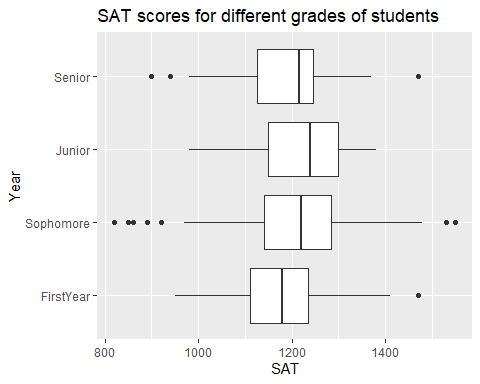 SAT scores for different grades of students
Year
Senior
Junior
Sophomore
FirstYear
800 1000 1200 1400
SAT